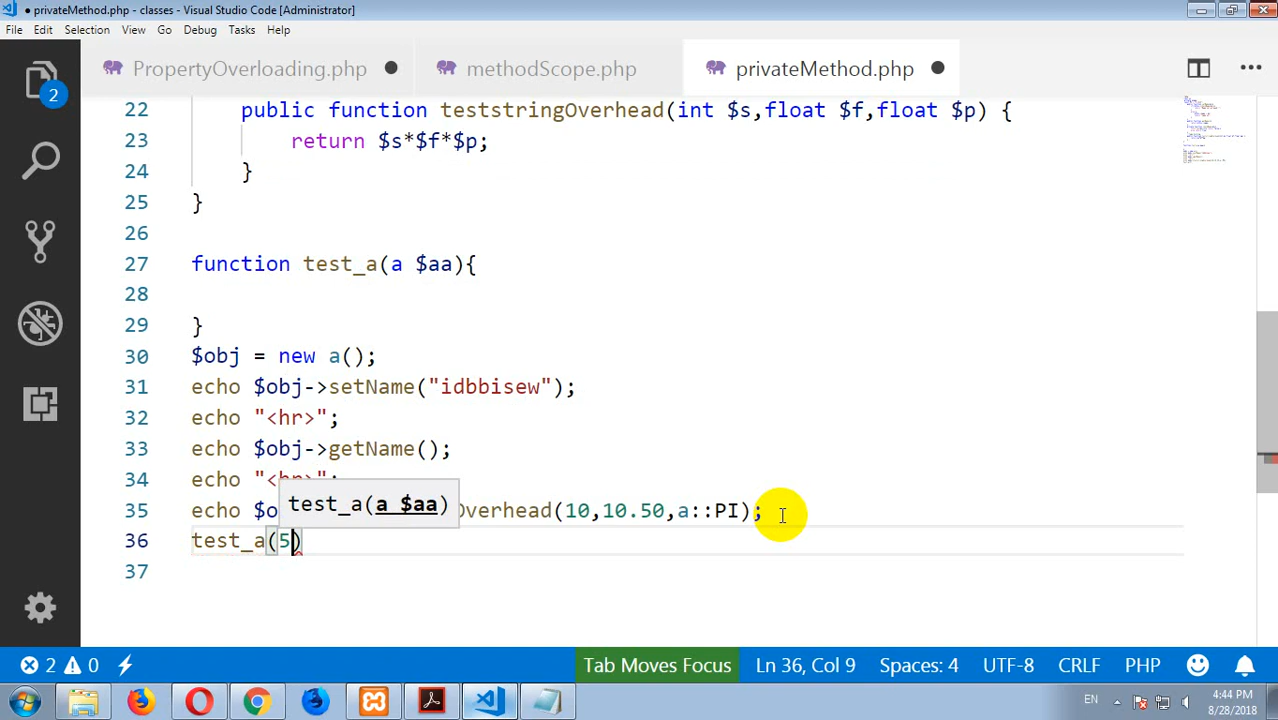 privateMethod.php - classes - Visual Studio Code [Administrator]
File Edit Selection View Go Debug Tasks Help
PropertyOverloading.php methodScope.php privateMethod.php
2
22 public function teststringOverhead(int $s,float $f,float $p) {
23 return $s*$f*$p;
24 }
25 }
26
27 function test_a(a $aa){
28
29 }
30 $obj = new a();
31 echo $obj->setName("idbbisew");
32 echo "<hr>";
33 echo $obj->getName();
34 echo "<hr>";
test_a(a $aa)
35 echo $o Overhead(10,10.50,a::PI);
36 test_a(5)
37
2 0 Tab Moves Focus Ln 36, Col 9 Spaces: 4 UTF-8 CRLF PHP
EN 4:44 PM
8/28/2018